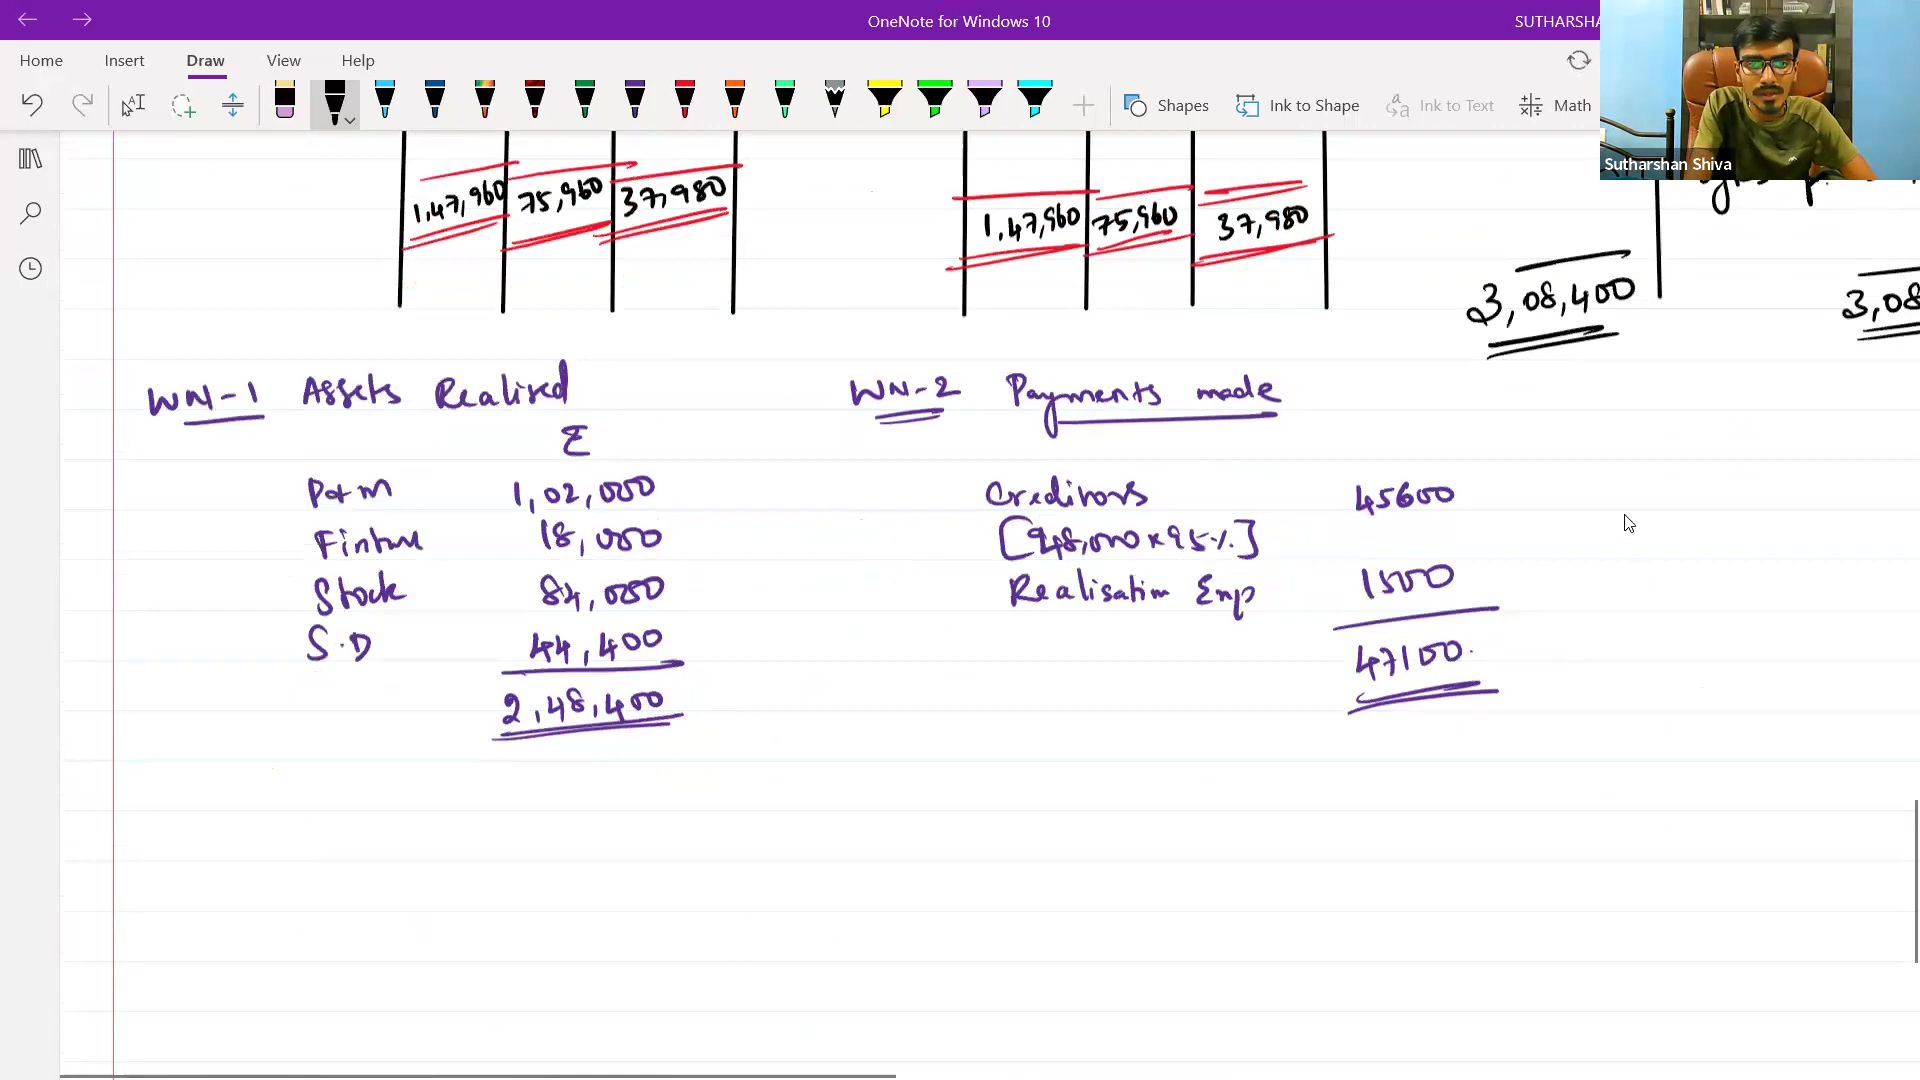 OneNote for Windows 10
SUTHARSHA
Home Insert Draw View Help
Shapes Ink to Shape Ink to Text Math
Sutharshan Shiva
1,47,960 75,960 37,980
1,47,960 75,960 37,980
3,08,400
3,08
WN-1 Assets Realised
WN-2 Payments made
P&M 1,02,000
Fixture 18,000
Stock 84,000
S.D 44,400
2,48,400
Creditors 45600
[48,000×95%]
Realisation Exp 1500
47100